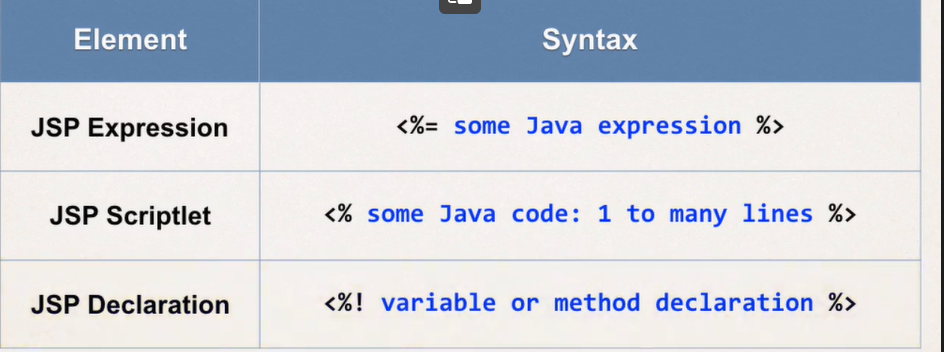 Element
Syntax
JSP Expression
<%= some Java expression %>
JSP Scriptlet
<% some Java code: 1 to many lines %>
JSP Declaration
<%! variable or method declaration %>